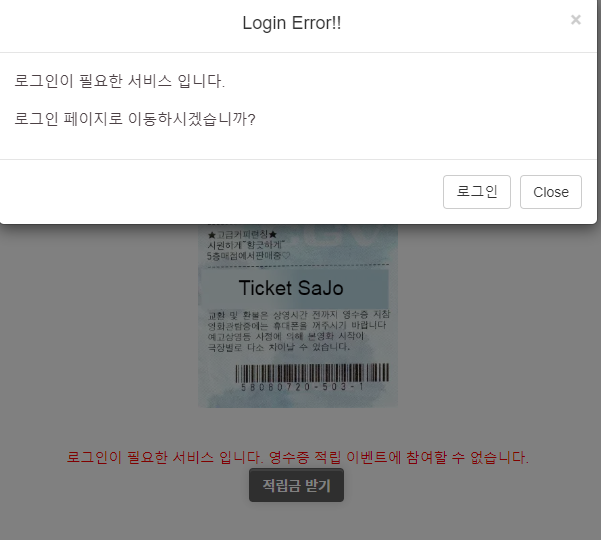 Login Error!!
×
로그인이 필요한 서비스 입니다.
로그인 페이지로 이동하시겠습니까?
로그인 Close
★고급커피런칭★
시원하게~향긋하게~
5층매점에서판매중♡
Ticket SaJo
교환 및 환불은 상영시간 전까지 영수증 지참
영화관람중에는 휴대폰을 꺼주시기 바랍니다
예고상영등 사정에 의해 본영화 시작이
극장별로 다소 차이날 수 있습니다.
58080720-503-1
로그인이 필요한 서비스 입니다. 영수증 적립 이벤트에 참여할 수 없습니다.
적립금 받기